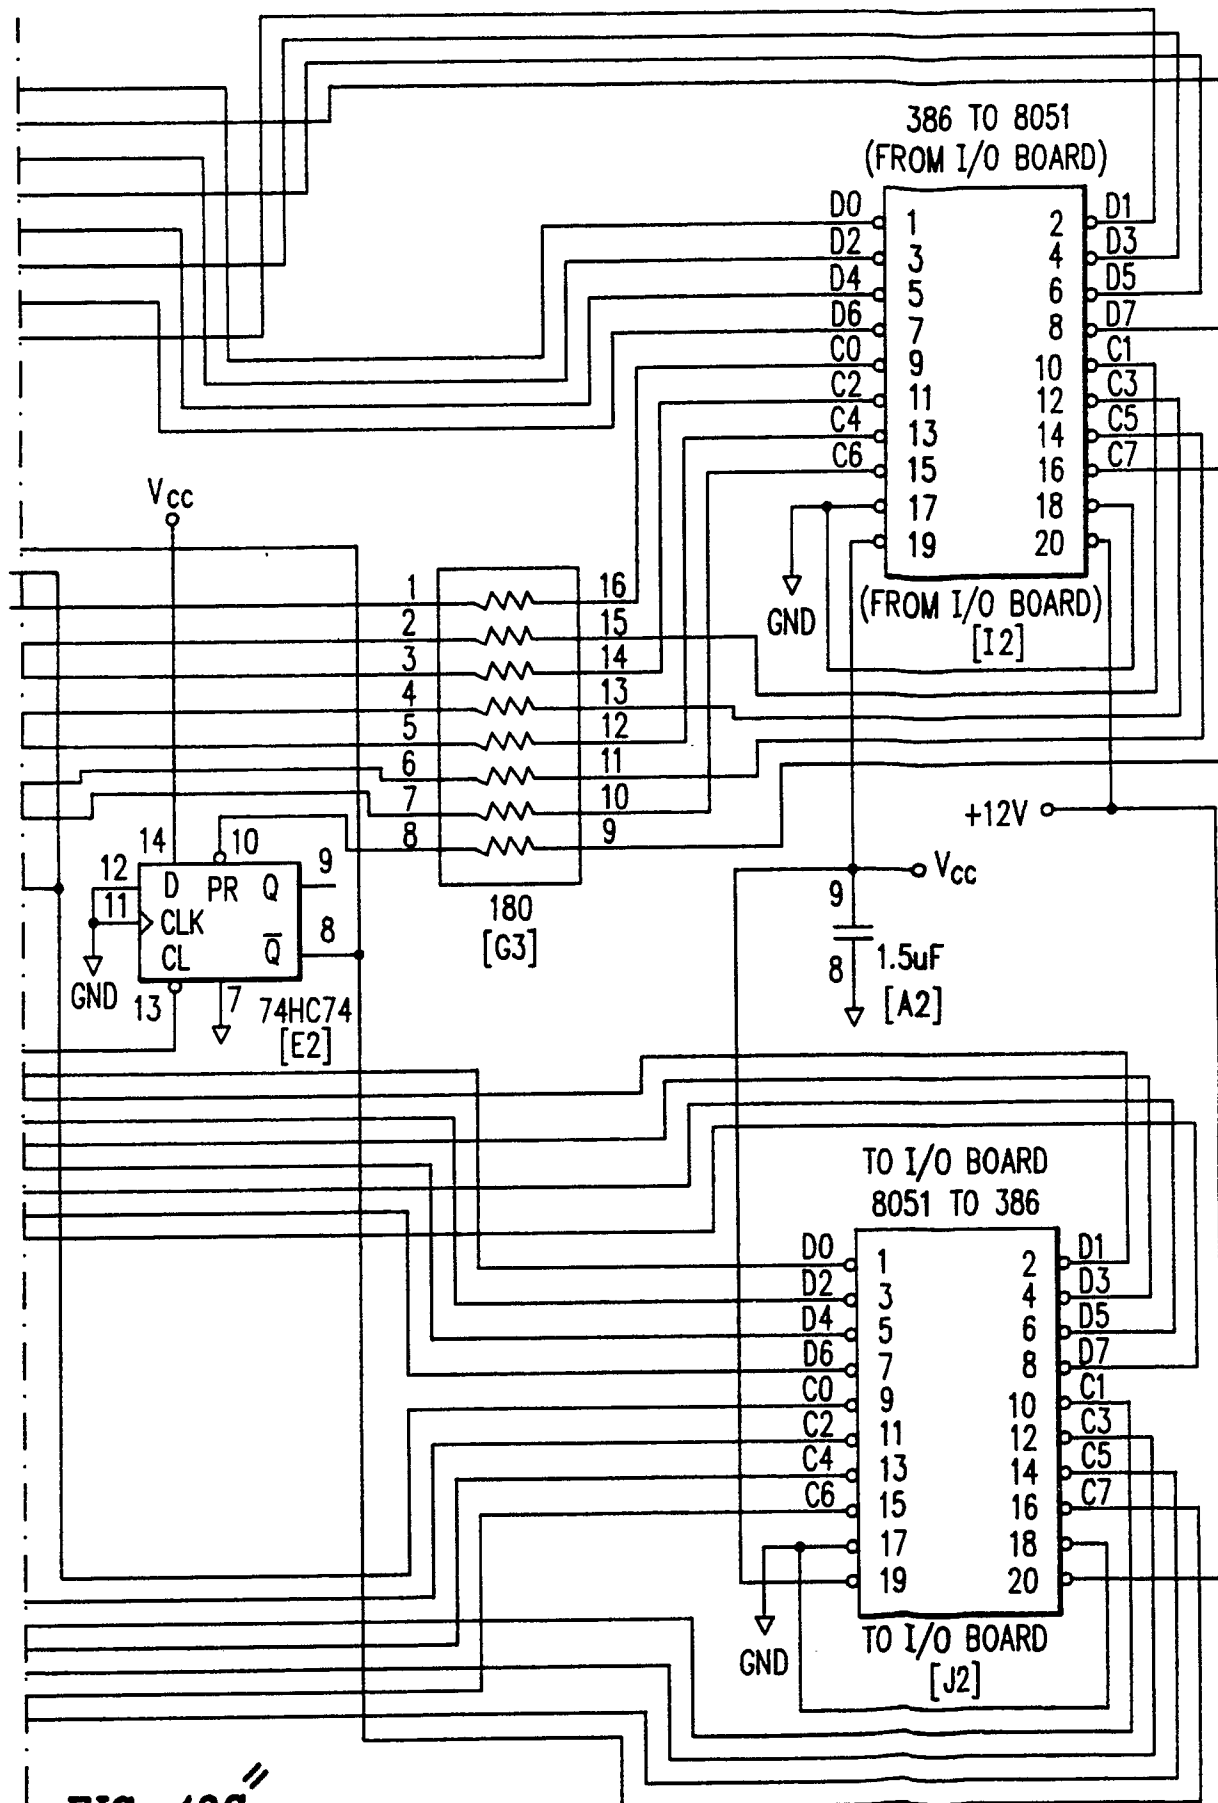 386 TO 8051
(FROM I/O BOARD)
D0 1 2 D1
D2 3 4 D3
D4 5 6 D5
D6 7 8 D7
C0 9 10 C1
C2 11 12 C3
C4 13 14 C5
C6 15 16 C7
17 18
19 20
GND
(FROM I/O BOARD)
[I2]
Vcc
1 16
2 15
3 14
4 13
5 12
6 11
7 10
8 9
180
[G3]
+12V
Vcc
9
8
1.5uF
[A2]
14 10
12 D PR Q 9
11 CLK
CL Q̅ 8
GND 13 7
74HC74
[E2]
TO I/O BOARD
8051 TO 386
D0 1 2 D1
D2 3 4 D3
D4 5 6 D5
D6 7 8 D7
C0 9 10 C1
C2 11 12 C3
C4 13 14 C5
C6 15 16 C7
17 18
19 20
GND
TO I/O BOARD
[J2]